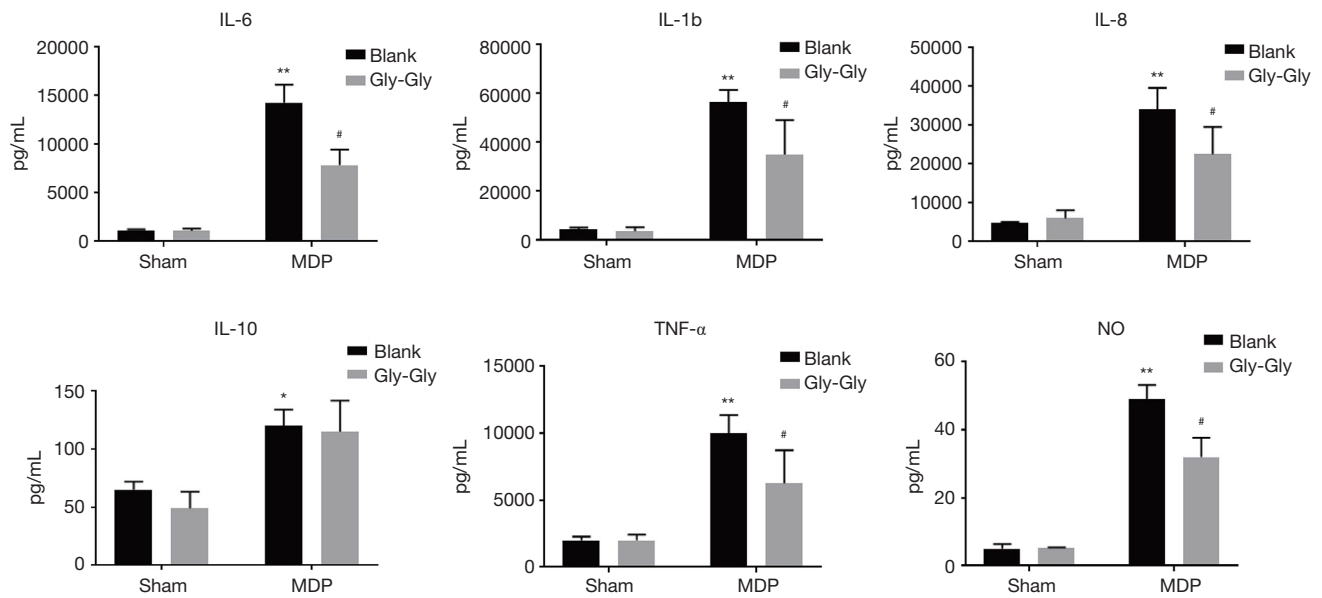 IL-6
20000
15000
10000
5000
0
pg/mL
**
#
Blank
Gly-Gly
Sham
MDP
IL-1b
80000
60000
40000
20000
0
pg/mL
**
#
Blank
Gly-Gly
Sham
MDP
IL-8
50000
40000
30000
20000
10000
0
pg/mL
**
#
Blank
Gly-Gly
Sham
MDP
IL-10
150
100
50
0
pg/mL
*
Blank
Gly-Gly
Sham
MDP
TNF-α
15000
10000
5000
0
pg/mL
**
#
Blank
Gly-Gly
Sham
MDP
NO
60
40
20
0
pg/mL
**
#
Blank
Gly-Gly
Sham
MDP